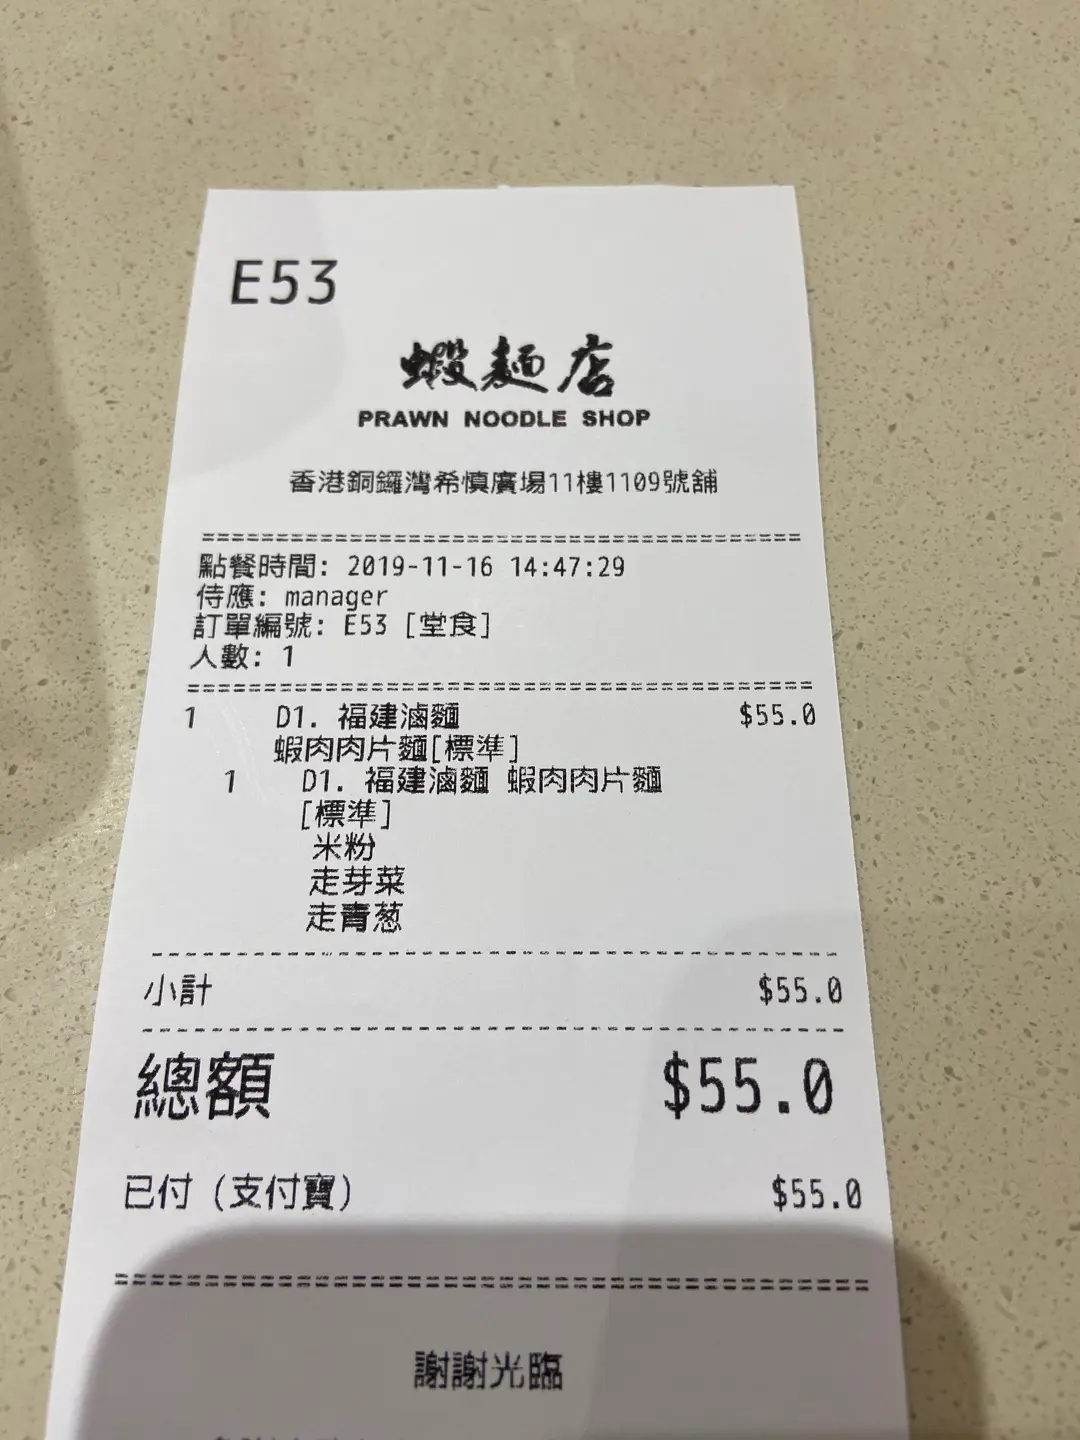 E53
蝦麵店
PRAWN NOODLE SHOP
香港銅鑼灣希慎廣場11樓1109號舖
點餐時間: 2019-11-16 14:47:29
侍應: manager
訂單編號: E53 [堂食]
人數: 1
1 D1. 福建滷麵 $55.0
蝦肉肉片麵[標準]
1 D1. 福建滷麵 蝦肉肉片麵
[標準]
米粉
走芽菜
走青葱
小計 $55.0
總額 $55.0
已付 (支付寶) $55.0
謝謝光臨